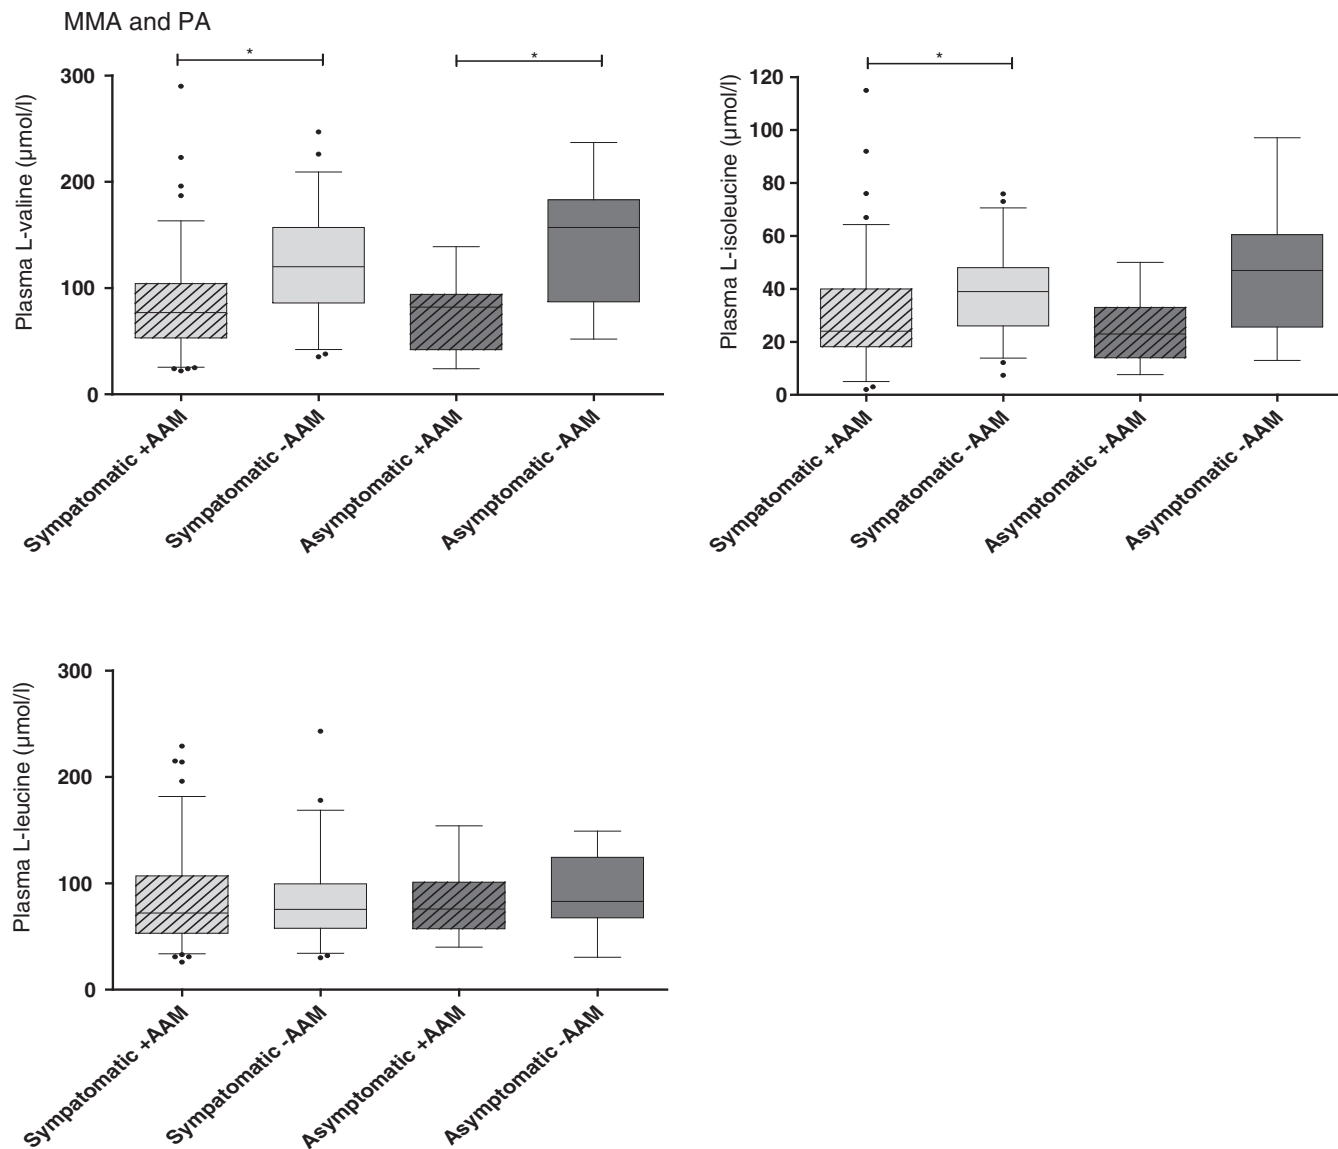 MMA and PA
*
*
Plasma L-valine (µmol/l)
300
200
100
0
Sympatomatic +AAM
Sympatomatic -AAM
Asymptomatic +AAM
Asymptomatic -AAM
*
Plasma L-isoleucine (µmol/l)
120
100
80
60
40
20
0
Sympatomatic +AAM
Sympatomatic -AAM
Asymptomatic +AAM
Asymptomatic -AAM
Plasma L-leucine (µmol/l)
300
200
100
0
Sympatomatic +AAM
Sympatomatic -AAM
Asymptomatic +AAM
Asymptomatic -AAM